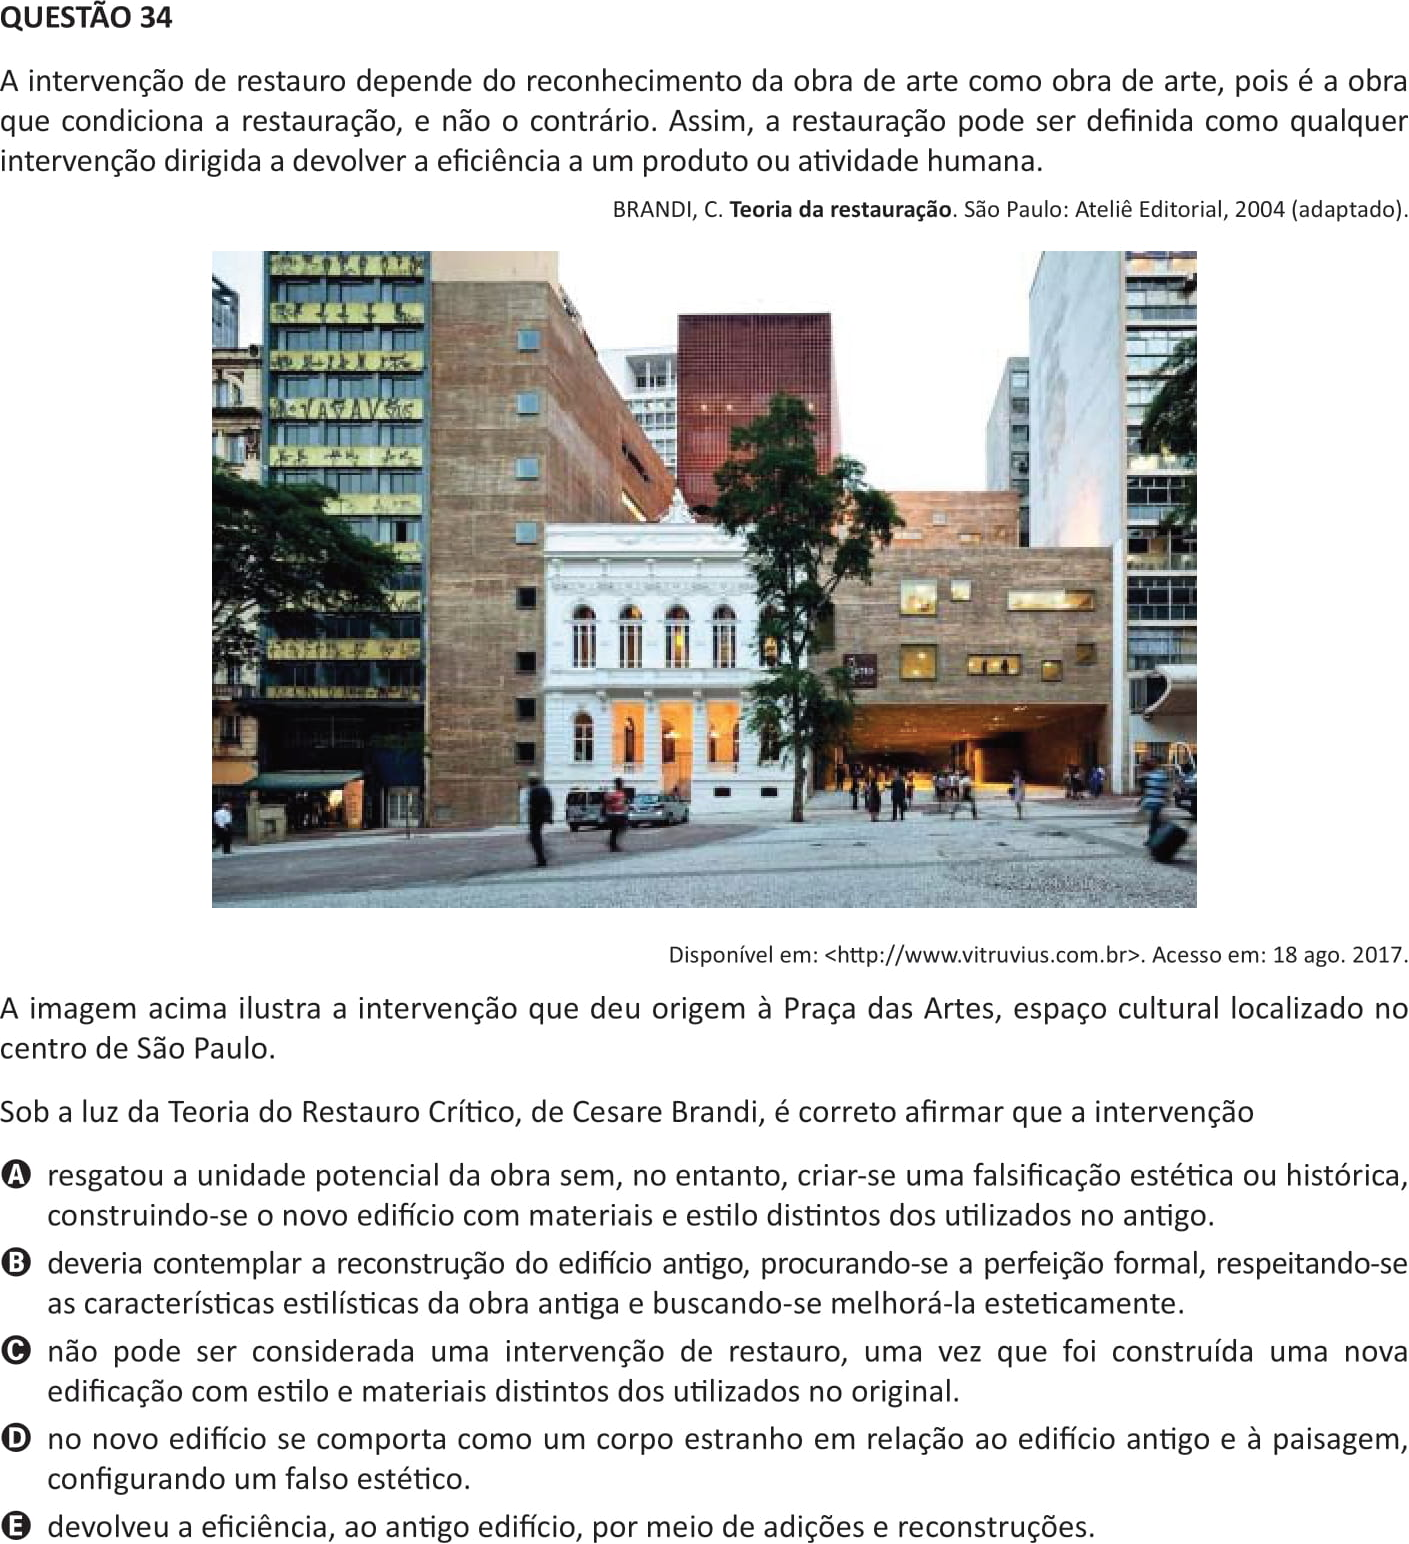 QUESTÃO 34
A intervenção de restauro depende do reconhecimento da obra de arte como obra de arte, pois é a obra
que condiciona a restauração, e não o contrário. Assim, a restauração pode ser definida como qualquer
intervenção dirigida a devolver a eficiência a um produto ou atividade humana.
BRANDI, C. Teoria da restauração. São Paulo: Ateliê Editorial, 2004 (adaptado).
Disponível em: <http://www.vitruvius.com.br>. Acesso em: 18 ago. 2017.
A imagem acima ilustra a intervenção que deu origem à Praça das Artes, espaço cultural localizado no
centro de São Paulo.
Sob a luz da Teoria do Restauro Crítico, de Cesare Brandi, é correto afirmar que a intervenção
A resgatou a unidade potencial da obra sem, no entanto, criar-se uma falsificação estética ou histórica,
construindo-se o novo edifício com materiais e estilo distintos dos utilizados no antigo.
B deveria contemplar a reconstrução do edifício antigo, procurando-se a perfeição formal, respeitando-se
as características estilísticas da obra antiga e buscando-se melhorá-la esteticamente.
C não pode ser considerada uma intervenção de restauro, uma vez que foi construída uma nova
edificação com estilo e materiais distintos dos utilizados no original.
D no novo edifício se comporta como um corpo estranho em relação ao edifício antigo e à paisagem,
configurando um falso estético.
E devolveu a eficiência, ao antigo edifício, por meio de adições e reconstruções.